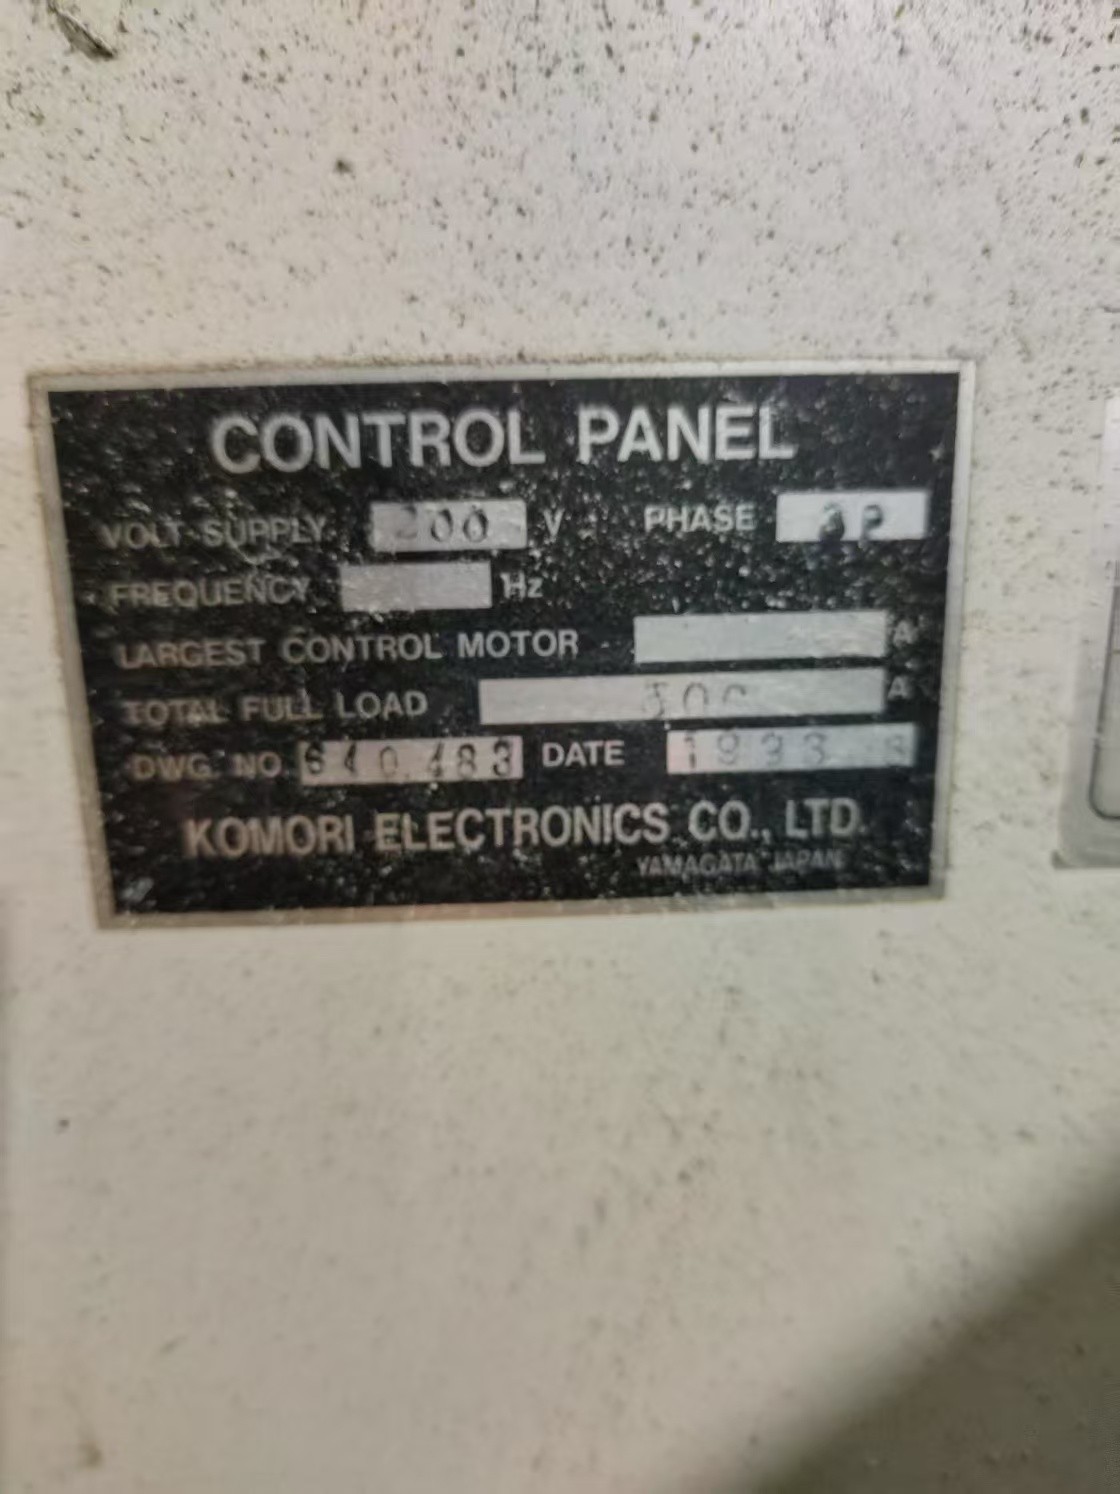 CONTROL PANEL
VOLT SUPPLY 200 V PHASE 3P
FREQUENCY Hz
LARGEST CONTROL MOTOR A
TOTAL FULL LOAD A
DWG. NO. 640 483 DATE
KOMORI ELECTRONICS CO., LTD.
YAMAGATA JAPAN